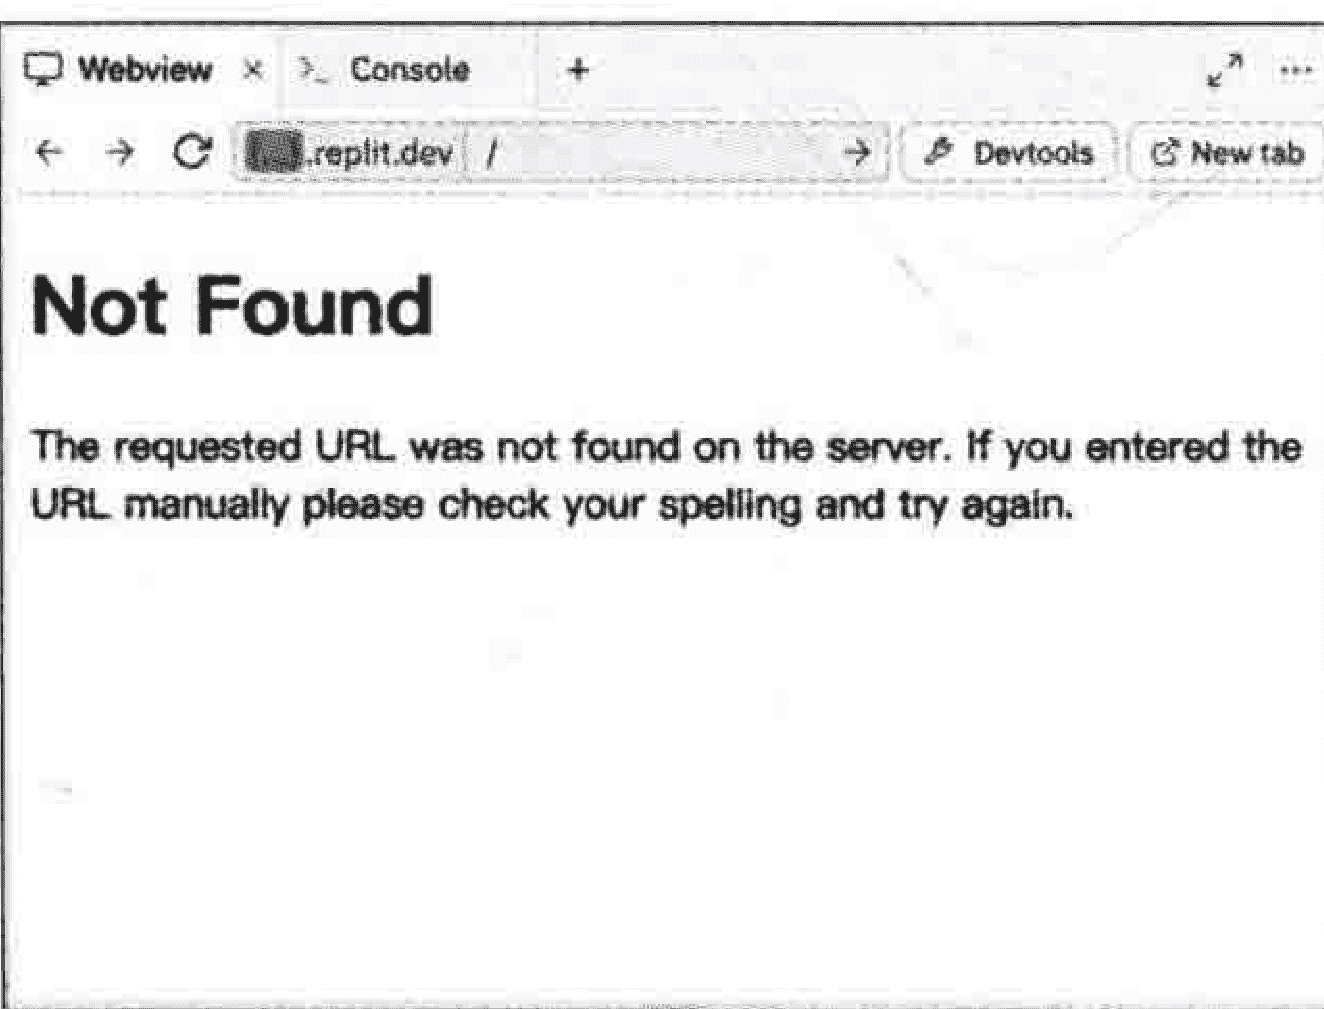 Webview × >_ Console +
.replit.dev / Devtools New tab
Not Found
The requested URL was not found on the server. If you entered the
URL manually please check your spelling and try again.